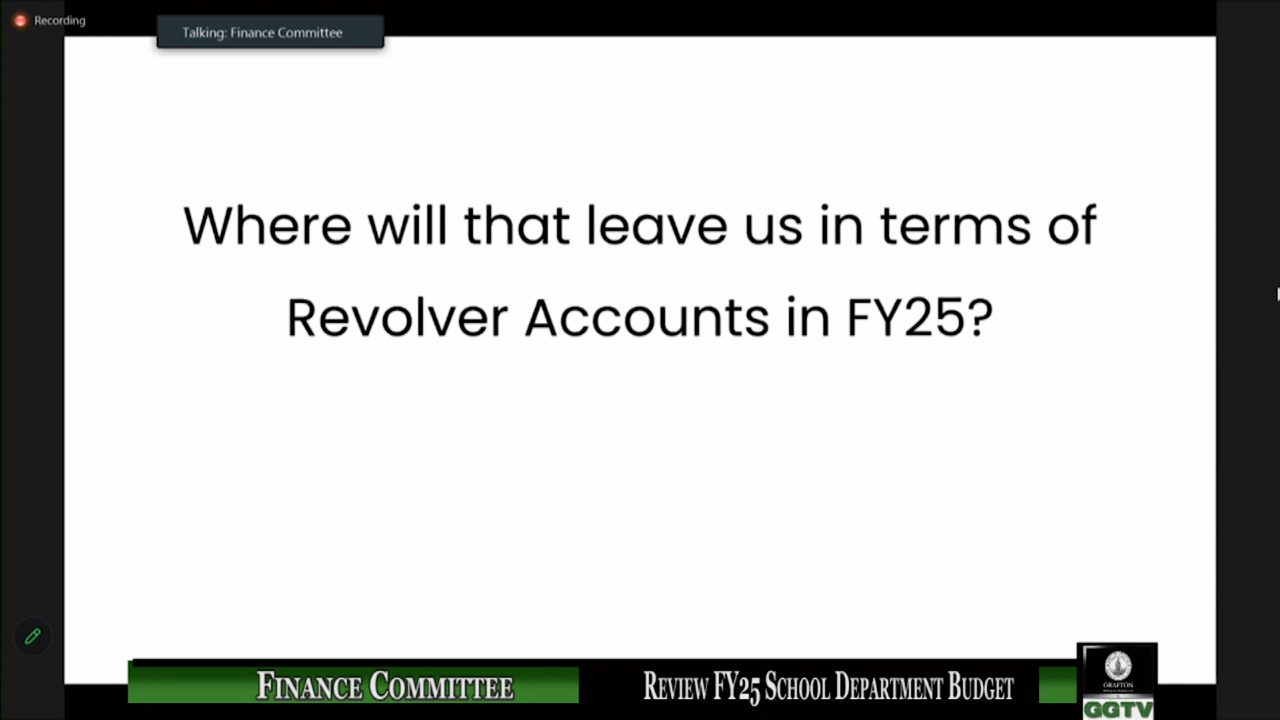 Recording
Talking: Finance Committee
Where will that leave us in terms of
Revolver Accounts in FY25?
Finance Committee
Review FY25 School Department Budget
GRAFTON
GGTV